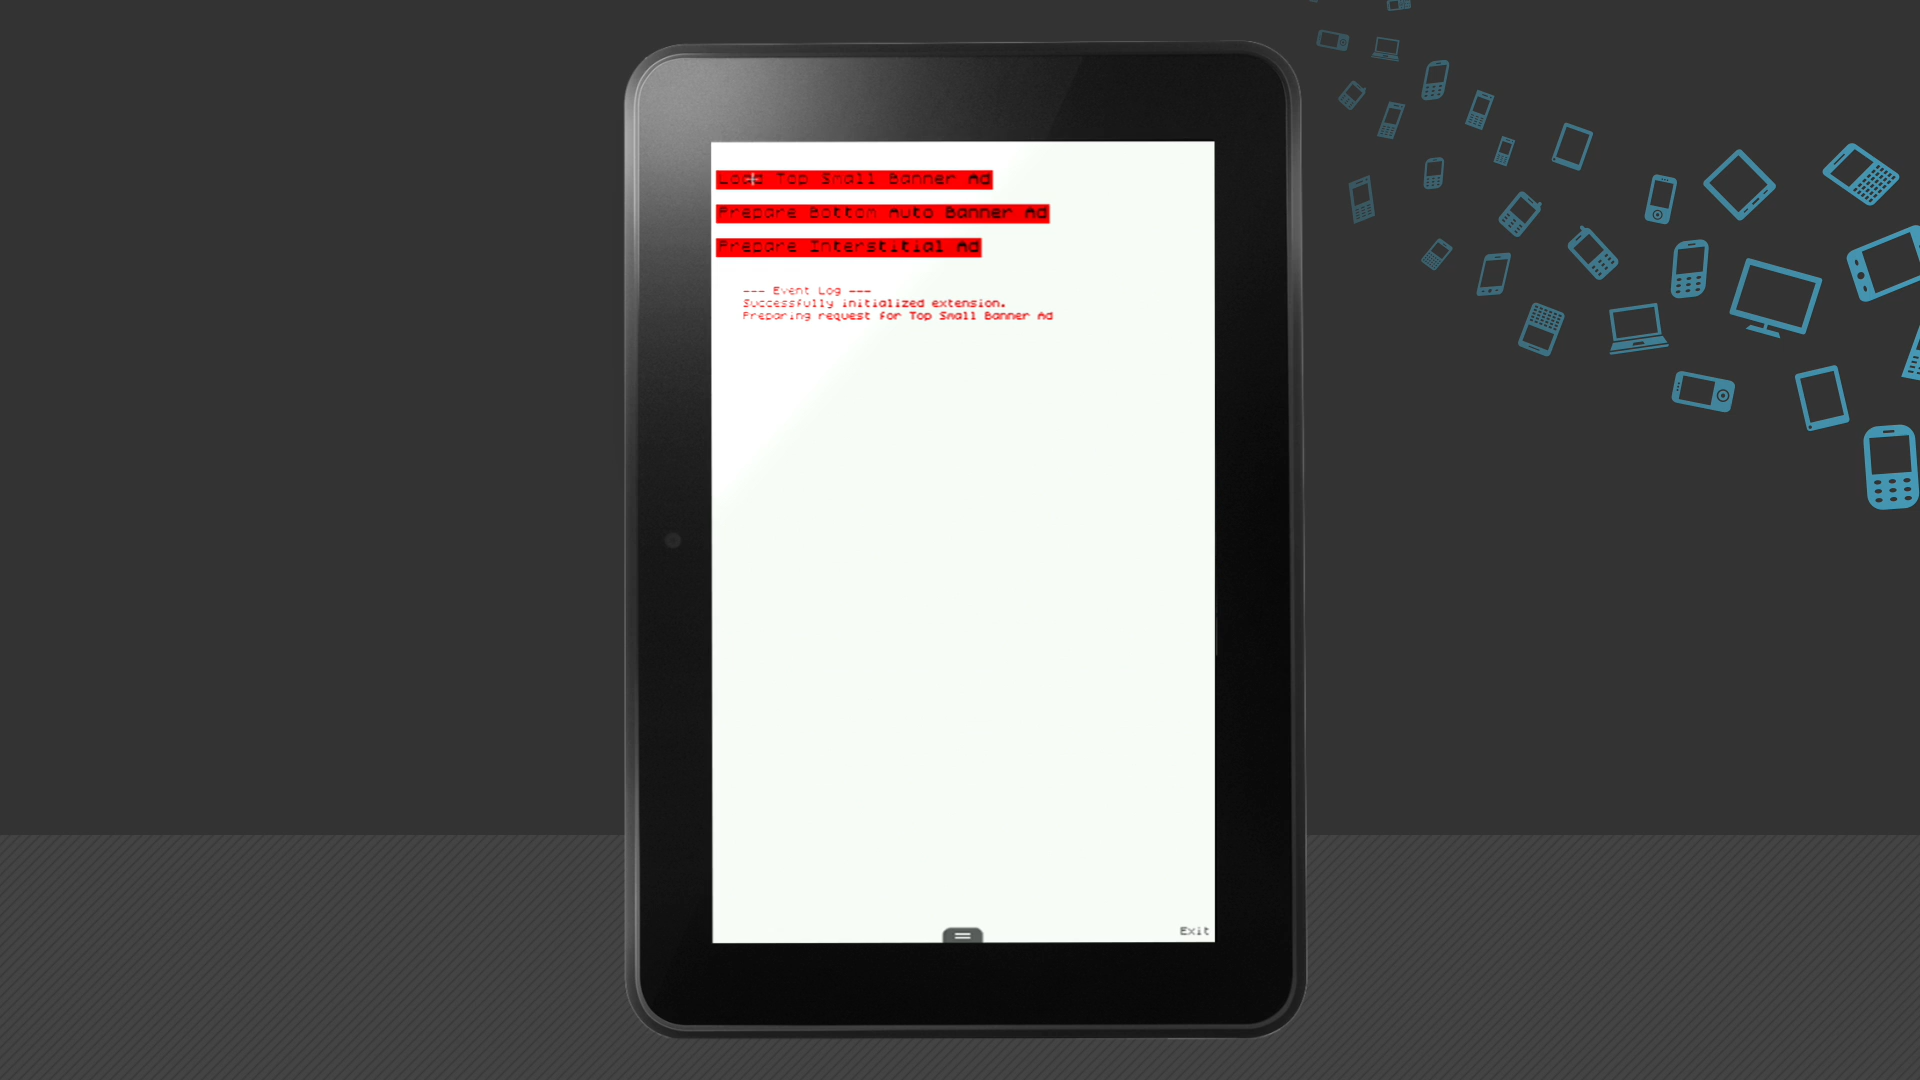 Load Top Small Banner Ad
Prepare Bottom Auto Banner Ad
Prepare Interstitial Ad
--- Event Log ---
Successfully initialized extension.
Preparing request for Top Small Banner Ad
Exit